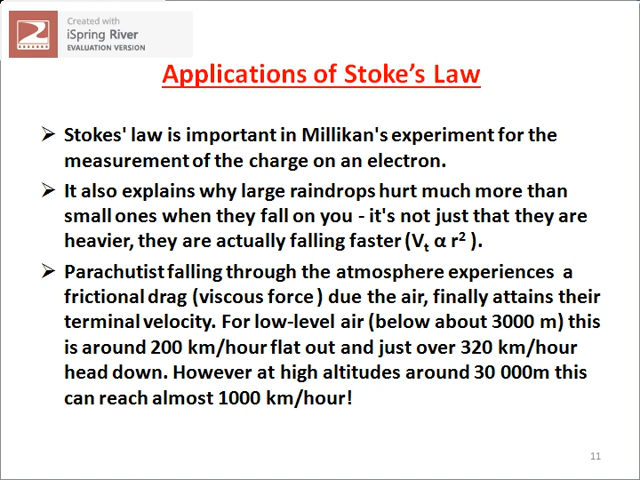 Created with
iSpring River
EVALUATION VERSION
Applications of Stoke's Law
➢ Stokes' law is important in Millikan's experiment for the
measurement of the charge on an electron.
➢ It also explains why large raindrops hurt much more than
small ones when they fall on you - it's not just that they are
heavier, they are actually falling faster (Vt α r² ).
➢ Parachutist falling through the atmosphere experiences a
frictional drag (viscous force ) due the air, finally attains their
terminal velocity. For low-level air (below about 3000 m) this
is around 200 km/hour flat out and just over 320 km/hour
head down. However at high altitudes around 30 000m this
can reach almost 1000 km/hour!
11